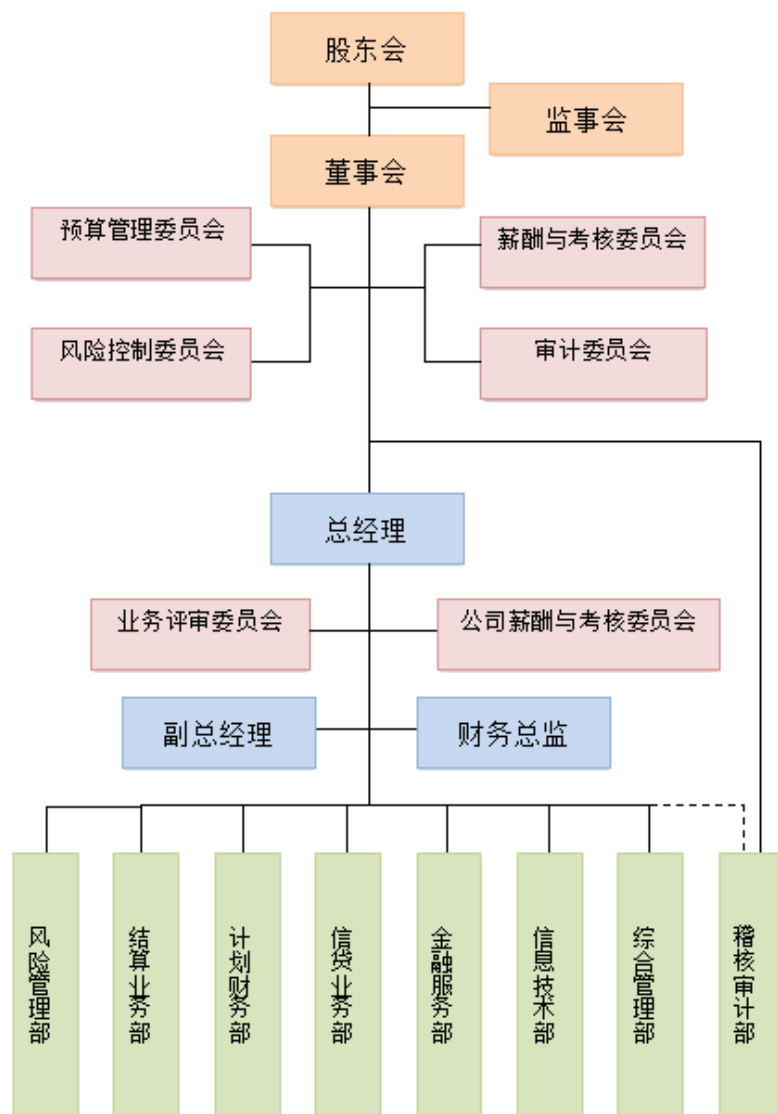 股东会
监事会
董事会
预算管理委员会
薪酬与考核委员会
风险控制委员会
审计委员会
总经理
业务评审委员会
公司薪酬与考核委员会
副总经理
财务总监
风险管理部
结算业务部
计划财务部
信贷业务部
金融服务部
信息技术部
综合管理部
稽核审计部